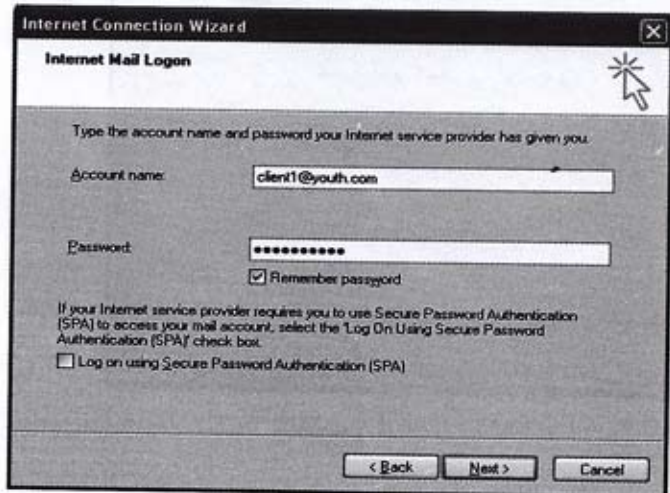 Internet Connection Wizard
Internet Mail Logon
Type the account name and password your Internet service provider has given you.
Account name:
client1@youth.com
Password:
••••••••••
Remember password
If your Internet service provider requires you to use Secure Password Authentication
(SPA) to access your mail account, select the 'Log On Using Secure Password
Authentication (SPA)' check box.
Log on using Secure Password Authentication (SPA)
< Back
Next >
Cancel